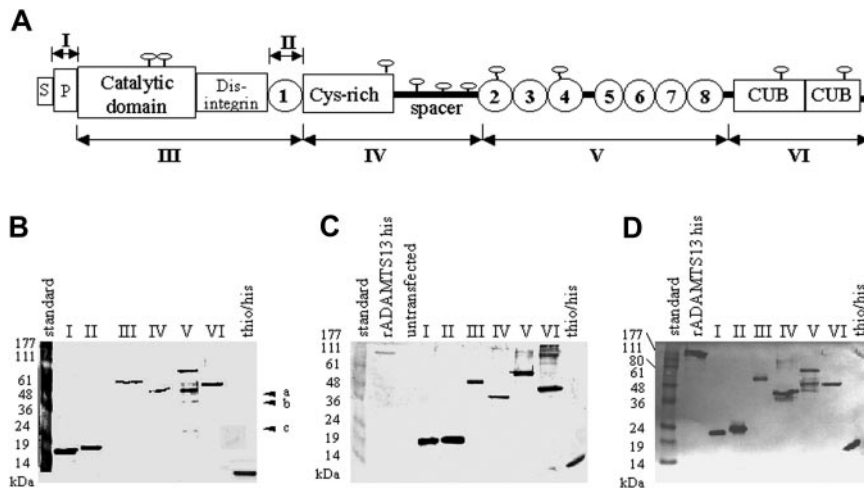 A
I
II
S
P
Catalytic
domain
Dis-
integrin
1
Cys-rich
spacer
2
3
4
5
6
7
8
CUB
CUB
III
IV
V
VI
B
standard
I
II
III
IV
V
VI
thio/his
177
111
61
48
36
24
19
14
kDa
a
b
c
C
standard
rADAMTS13 his
untransfected
I
II
III
IV
V
VI
thio/his
177
111
61
48
36
24
19
14
kDa
D
standard
rADAMTS13 his
I
II
III
IV
V
VI
thio/his
177
111
80
61
48
36
24
19
14
kDa